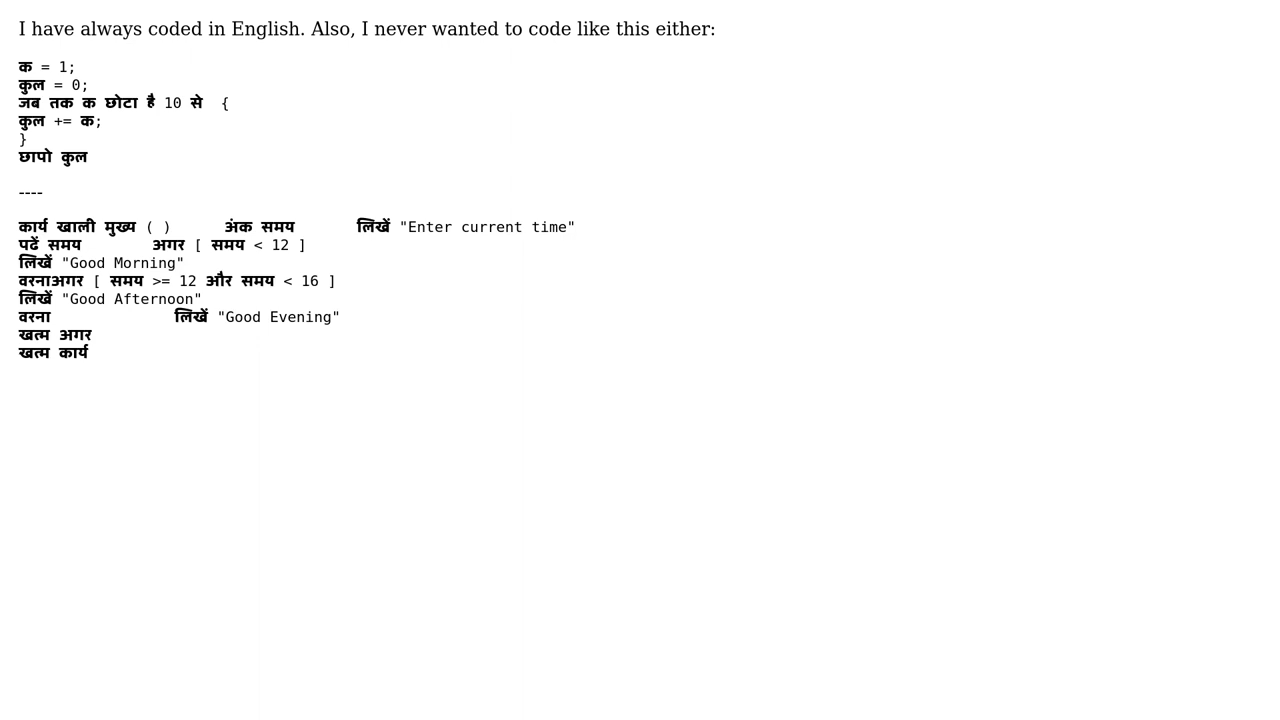 I have always coded in English. Also, I never wanted to code like this either:
क = 1;
कुल = 0;
जब तक क छोटा है 10 से {
कुल += क;
}
छापो कुल
----
कार्य खाली मुख्य ( ) अंक समय लिखें "Enter current time"
पढें समय अगर [ समय < 12 ]
लिखें "Good Morning"
वरनाअगर [ समय >= 12 और समय < 16 ]
लिखें "Good Afternoon"
वरना लिखें "Good Evening"
खत्म अगर
खत्म कार्य